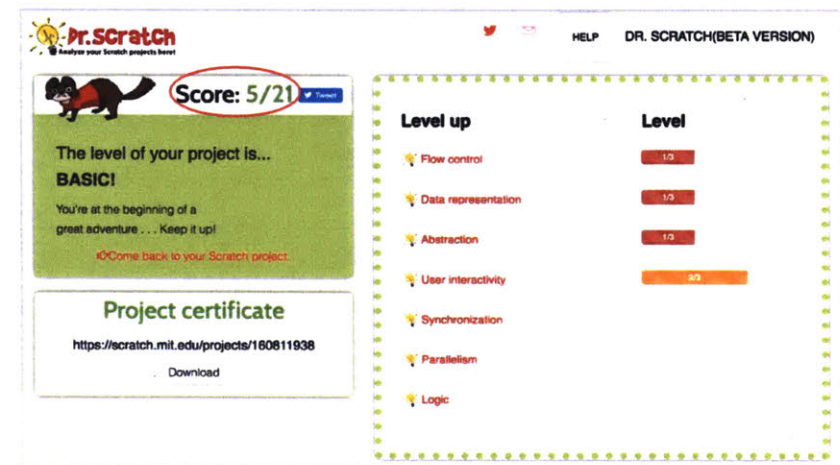 Dr.Scratch
Analyze your Scratch projects here!
HELP DR. SCRATCH(BETA VERSION)
Score: 5/21
Tweet
The level of your project is...
BASIC!
You're at the beginning of a
great adventure . . . Keep it up!
Come back to your Scratch project.
Project certificate
https://scratch.mit.edu/projects/160811938
Download
Level up Level
Flow control 1/3
Data representation 1/3
Abstraction 1/3
User interactivity 2/3
Synchronization
Parallelism
Logic